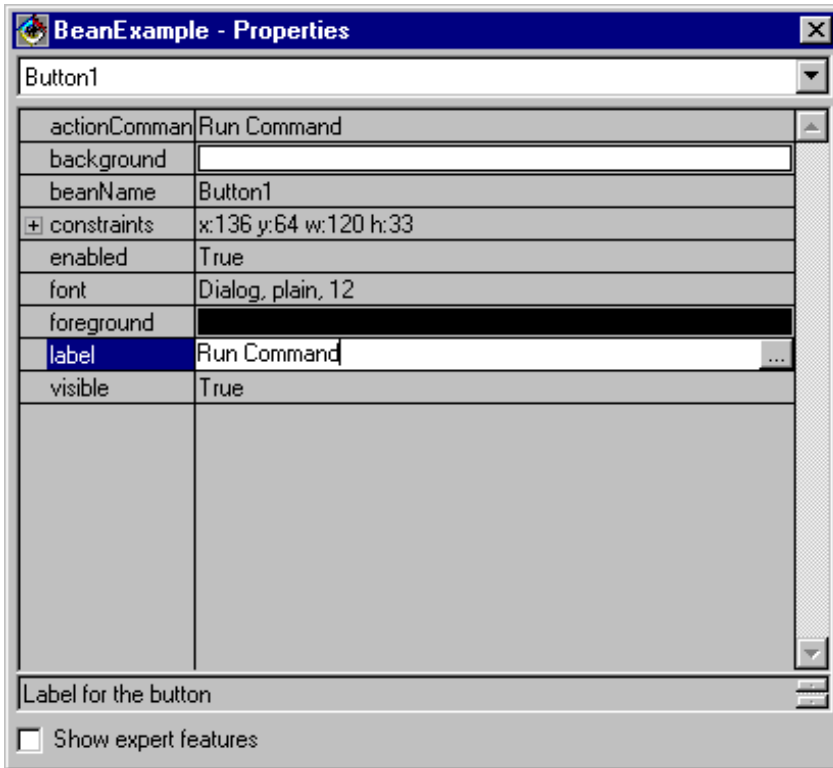 BeanExample - Properties
Button1
actionComman Run Command
background
beanName Button1
constraints x:136 y:64 w:120 h:33
enabled True
font Dialog, plain, 12
foreground
label Run Command ...
visible True
Label for the button
Show expert features